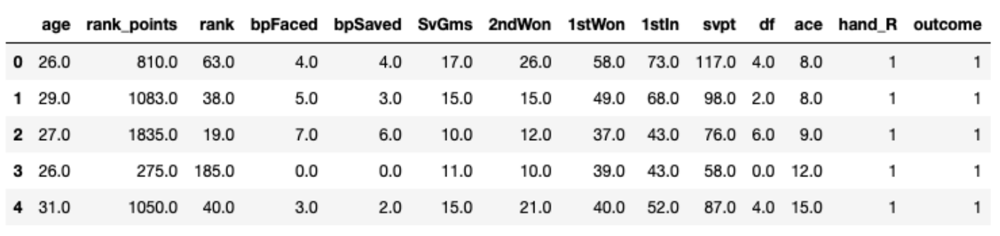 age rank_points rank bpFaced bpSaved SvGms 2ndWon 1stWon 1stIn svpt df ace hand_R outcome
0 26.0 810.0 63.0 4.0 4.0 17.0 26.0 58.0 73.0 117.0 4.0 8.0 1 1
1 29.0 1083.0 38.0 5.0 3.0 15.0 15.0 49.0 68.0 98.0 2.0 8.0 1 1
2 27.0 1835.0 19.0 7.0 6.0 10.0 12.0 37.0 43.0 76.0 6.0 9.0 1 1
3 26.0 275.0 185.0 0.0 0.0 11.0 10.0 39.0 43.0 58.0 0.0 12.0 1 1
4 31.0 1050.0 40.0 3.0 2.0 15.0 21.0 40.0 52.0 87.0 4.0 15.0 1 1